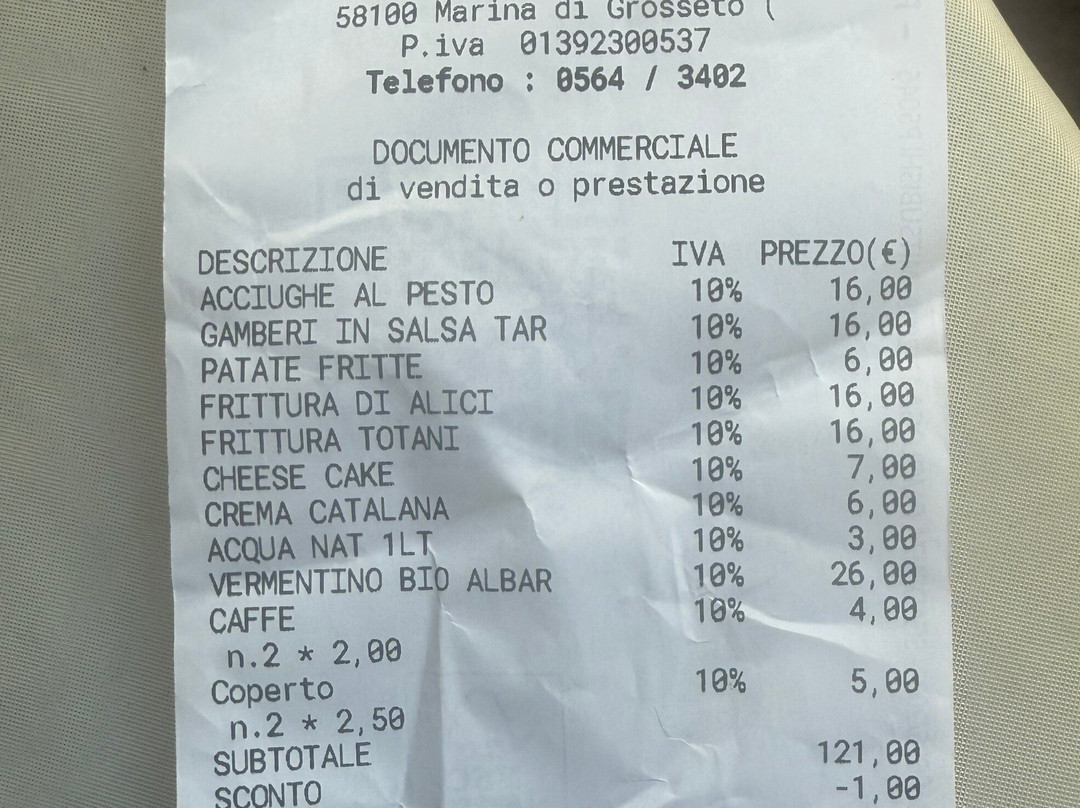 58100 Marina di Grosseto (
P.iva 01392300537
Telefono : 0564 / 3402
DOCUMENTO COMMERCIALE
di vendita o prestazione
DESCRIZIONE IVA PREZZO(€)
ACCIUGHE AL PESTO 10% 16,00
GAMBERI IN SALSA TAR 10% 16,00
PATATE FRITTE 10% 6,00
FRITTURA DI ALICI 10% 16,00
FRITTURA TOTANI 10% 16,00
CHEESE CAKE 10% 7,00
CREMA CATALANA 10% 6,00
ACQUA NAT 1LT 10% 3,00
VERMENTINO BIO ALBAR 10% 26,00
CAFFE 10% 4,00
n.2 * 2,00
Coperto 10% 5,00
n.2 * 2,50
SUBTOTALE 121,00
SCONTO -1,00